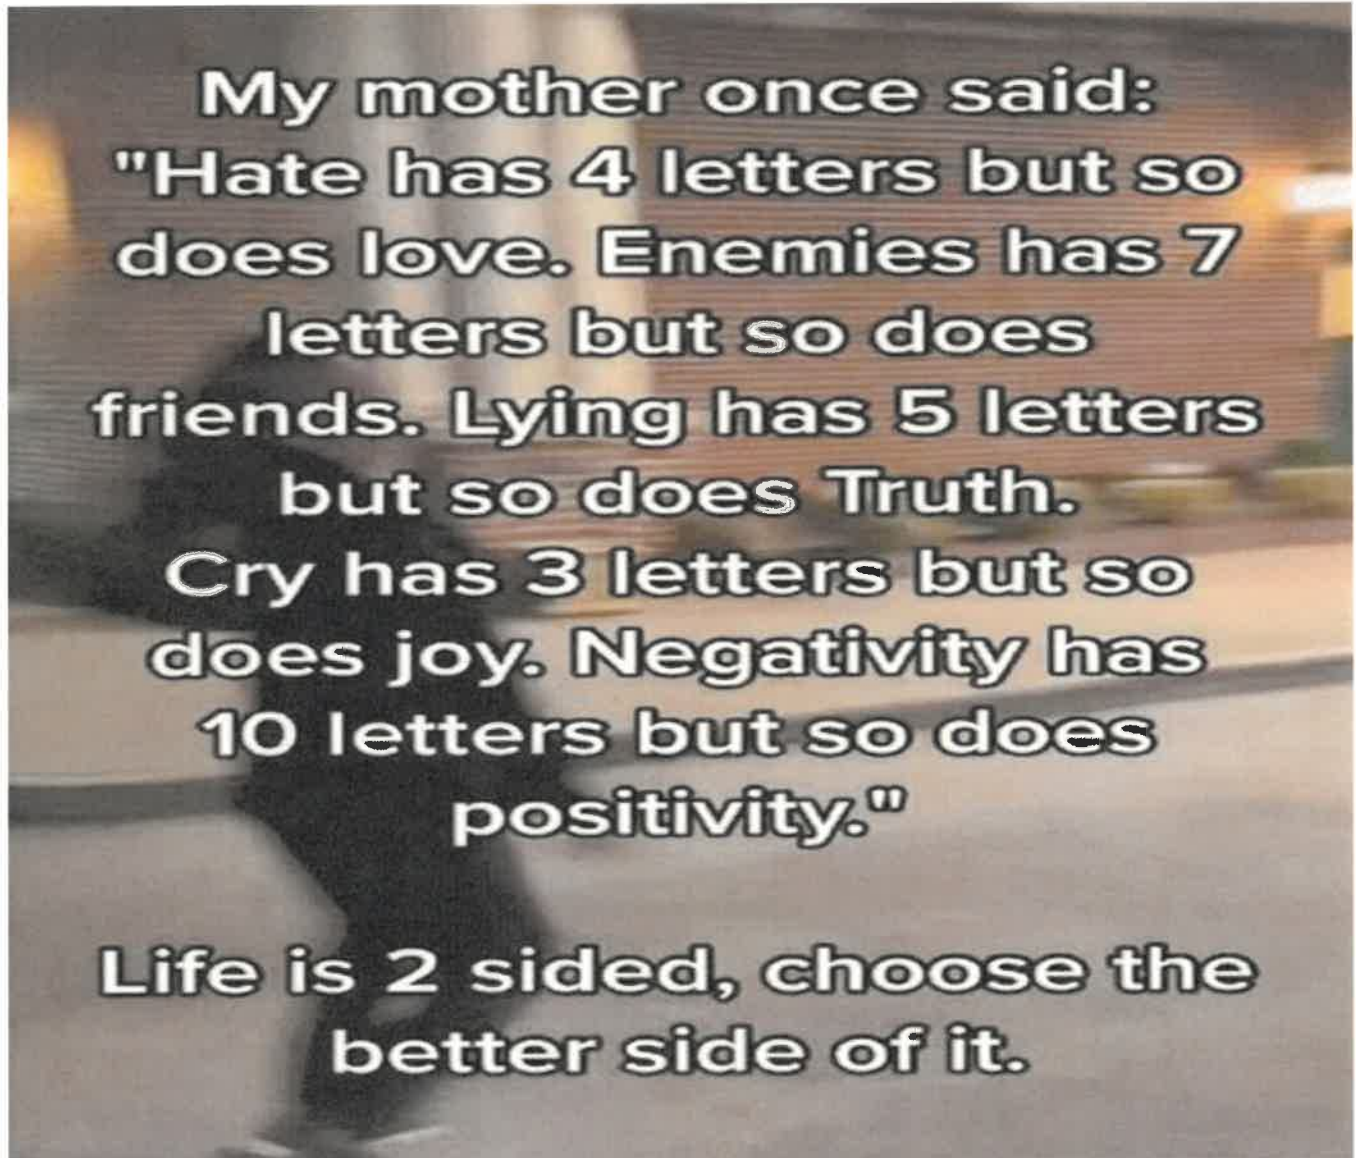 My mother once said:
"Hate has 4 letters but so
does love. Enemies has 7
letters but so does
friends. Lying has 5 letters
but so does Truth.
Cry has 3 letters but so
does joy. Negativity has
10 letters but so does
positivity."
Life is 2 sided, choose the
better side of it.